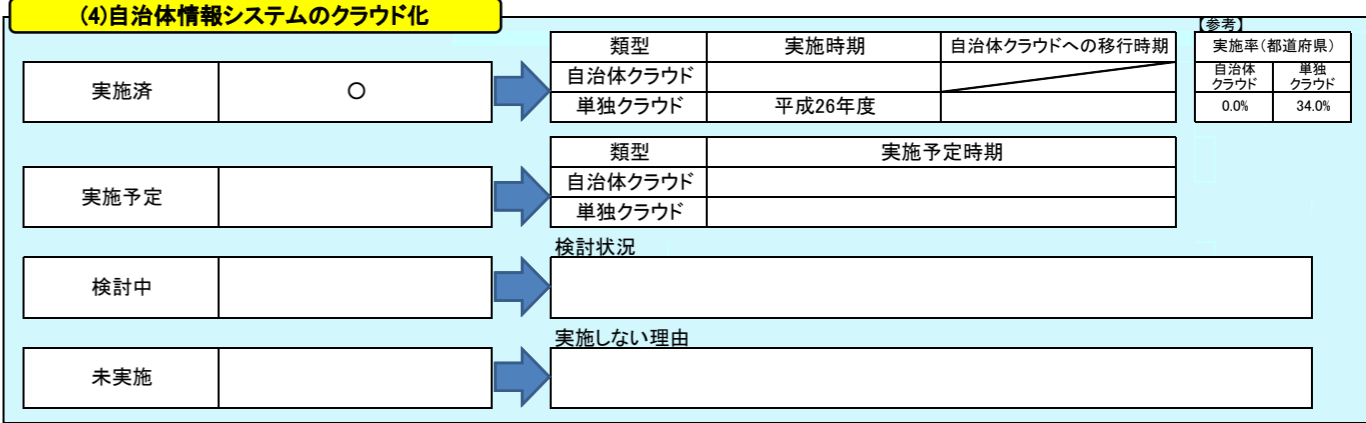 (4)自治体情報システムのクラウド化
【参考】
類型 実施時期 自治体クラウドへの移行時期
実施率(都道府県)
実施済 ○
自治体クラウド
自治体
クラウド
単独
クラウド
単独クラウド 平成26年度
0.0% 34.0%
類型 実施予定時期
実施予定
自治体クラウド
単独クラウド
検討状況
検討中
実施しない理由
未実施